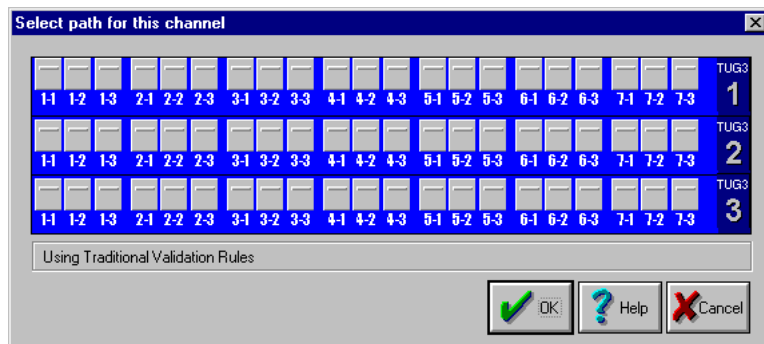 Select path for this channel
TUG3
1-1 1-2 1-3 2-1 2-2 2-3 3-1 3-2 3-3 4-1 4-2 4-3 5-1 5-2 5-3 6-1 6-2 6-3 7-1 7-2 7-3 1
TUG3
1-1 1-2 1-3 2-1 2-2 2-3 3-1 3-2 3-3 4-1 4-2 4-3 5-1 5-2 5-3 6-1 6-2 6-3 7-1 7-2 7-3 2
TUG3
1-1 1-2 1-3 2-1 2-2 2-3 3-1 3-2 3-3 4-1 4-2 4-3 5-1 5-2 5-3 6-1 6-2 6-3 7-1 7-2 7-3 3
Using Traditional Validation Rules
OK Help Cancel